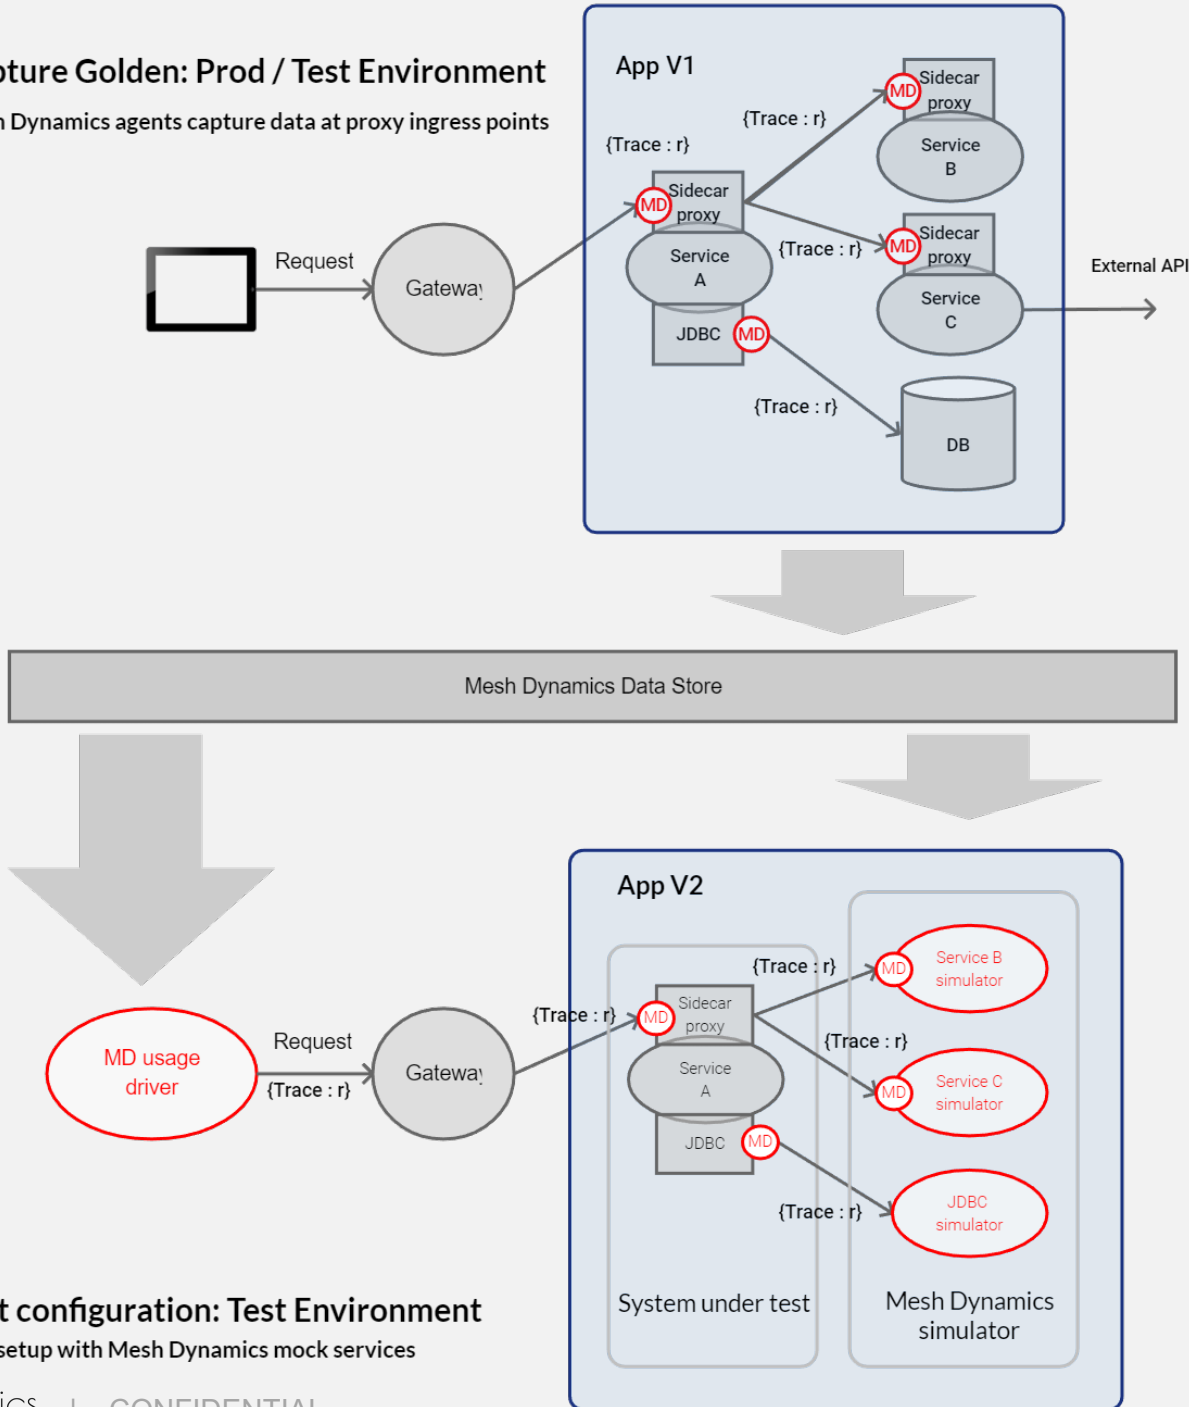 pture Golden: Prod / Test Environment
Dynamics agents capture data at proxy ingress points
App V1
{Trace : r}
{Trace : r}
MD
Sidecar
proxy
Service
B
MD
Sidecar
proxy
Service
A
JDBC
MD
{Trace : r}
MD
Sidecar
proxy
Service
C
External API
Request
Gateway
{Trace : r}
DB
Mesh Dynamics Data Store
App V2
MD usage
driver
Request
{Trace : r}
Gateway
{Trace : r}
MD
Sidecar
proxy
Service
A
JDBC
MD
{Trace : r}
{Trace : r}
{Trace : r}
MD
Service B
simulator
MD
Service C
simulator
JDBC
simulator
System under test
Mesh Dynamics
simulator
t configuration: Test Environment
setup with Mesh Dynamics mock services
ics | CONFIDENTIAL